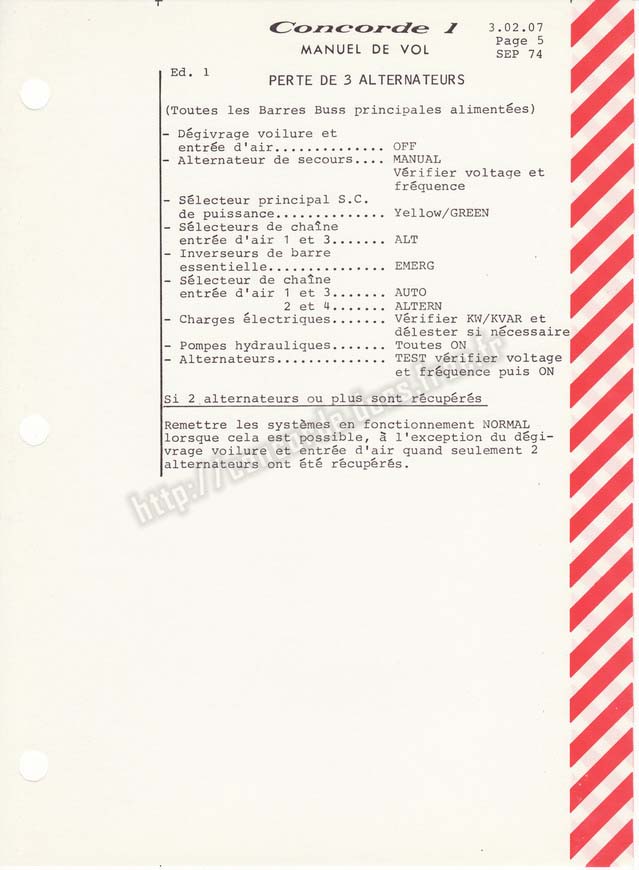 Concorde 1
MANUEL DE VOL
3.02.07
Page 5
SEP 74
Ed. 1
PERTE DE 3 ALTERNATEURS
(Toutes les Barres Buss principales alimentées)
- Dégivrage voilure et
entrée d'air.............. OFF
- Alternateur de secours.... MANUAL
Vérifier voltage et
fréquence
- Sélecteur principal S.C.
de puissance.............. Yellow/GREEN
- Sélecteurs de chaîne
entrée d'air 1 et 3....... ALT
- Inverseurs de barre
essentielle............... EMERG
- Sélecteur de chaîne
entrée d'air 1 et 3....... AUTO
2 et 4....... ALTERN
- Charges électriques....... Vérifier KW/KVAR et
délester si nécessaire
- Pompes hydrauliques....... Toutes ON
- Alternateurs.............. TEST vérifier voltage
et fréquence puis ON
Si 2 alternateurs ou plus sont récupérés
Remettre les systèmes en fonctionnement NORMAL
lorsque cela est possible, à l'exception du dégi-
vrage voilure et entrée d'air quand seulement 2
alternateurs ont été récupérés.